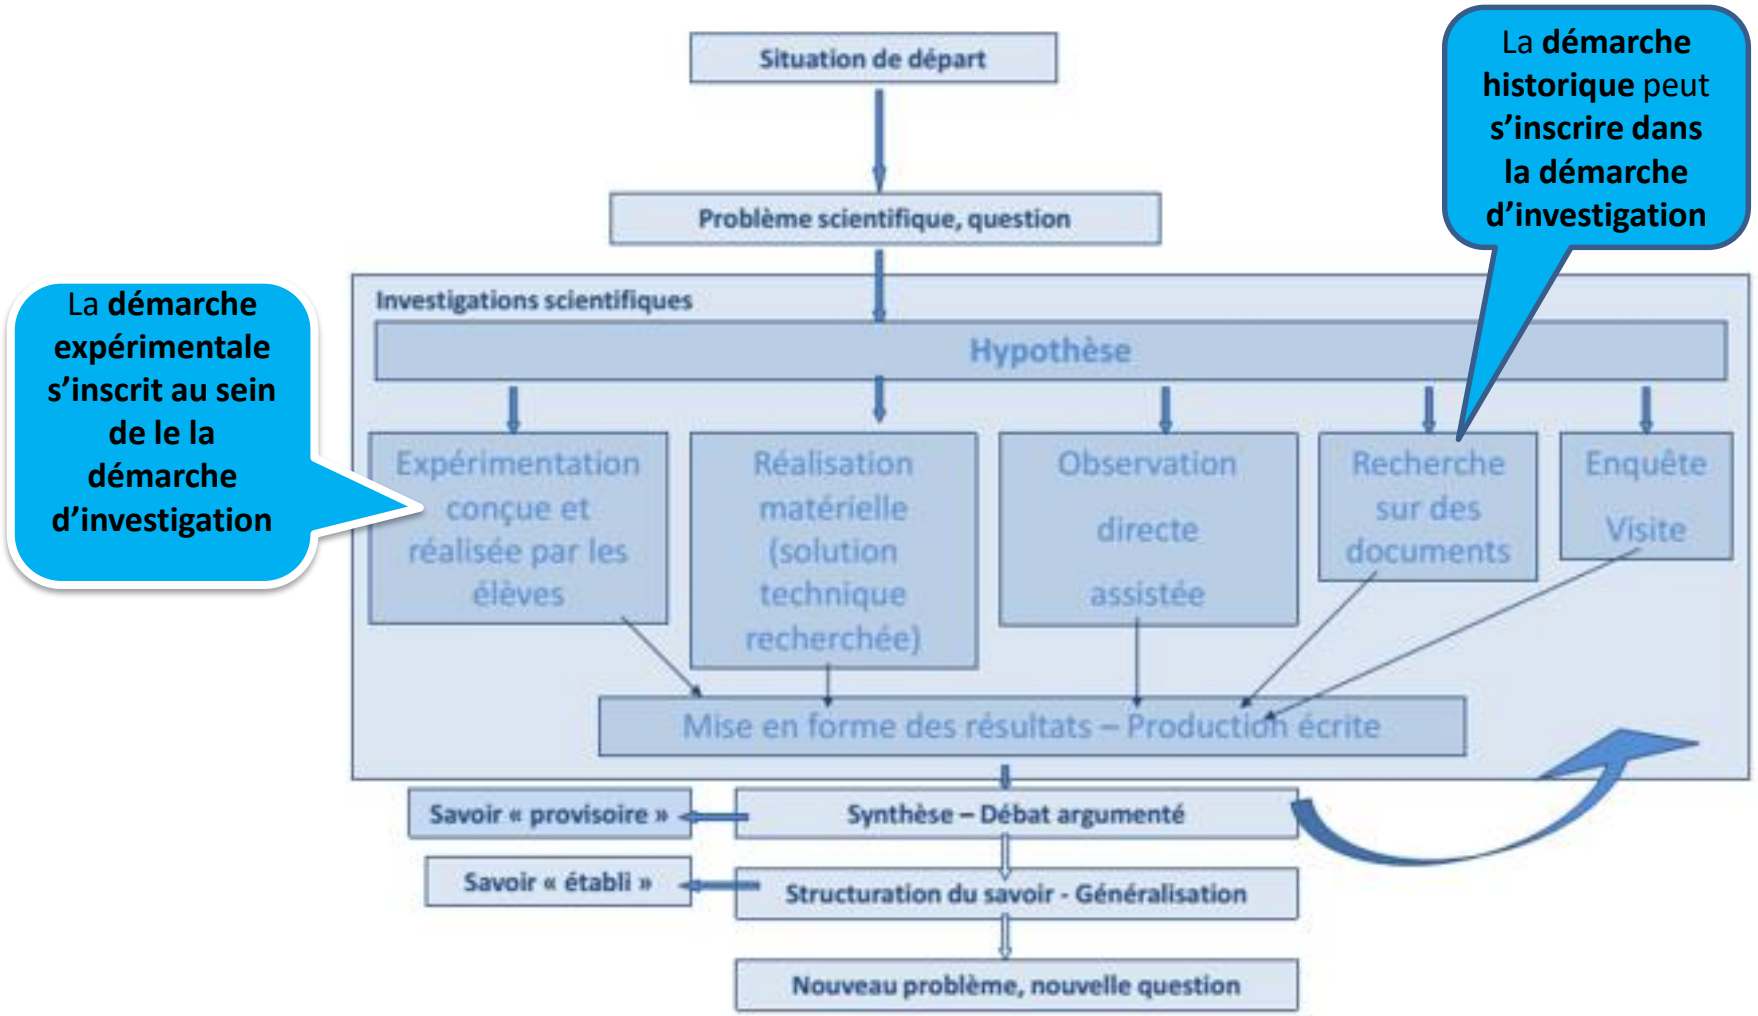 Situation de départ
La démarche
historique peut
s’inscrire dans
la démarche
d’investigation
Problème scientifique, question
La démarche
expérimentale
s’inscrit au sein
de le la
démarche
d’investigation
Investigations scientifiques
Hypothèse
Expérimentation
conçue et
réalisée par les
élèves
Réalisation
matérielle
(solution
technique
recherchée)
Observation
directe
assistée
Recherche
sur des
documents
Enquête
Visite
Mise en forme des résultats – Production écrite
Savoir « provisoire »
Synthèse – Débat argumenté
Savoir « établi »
Structuration du savoir - Généralisation
Nouveau problème, nouvelle question